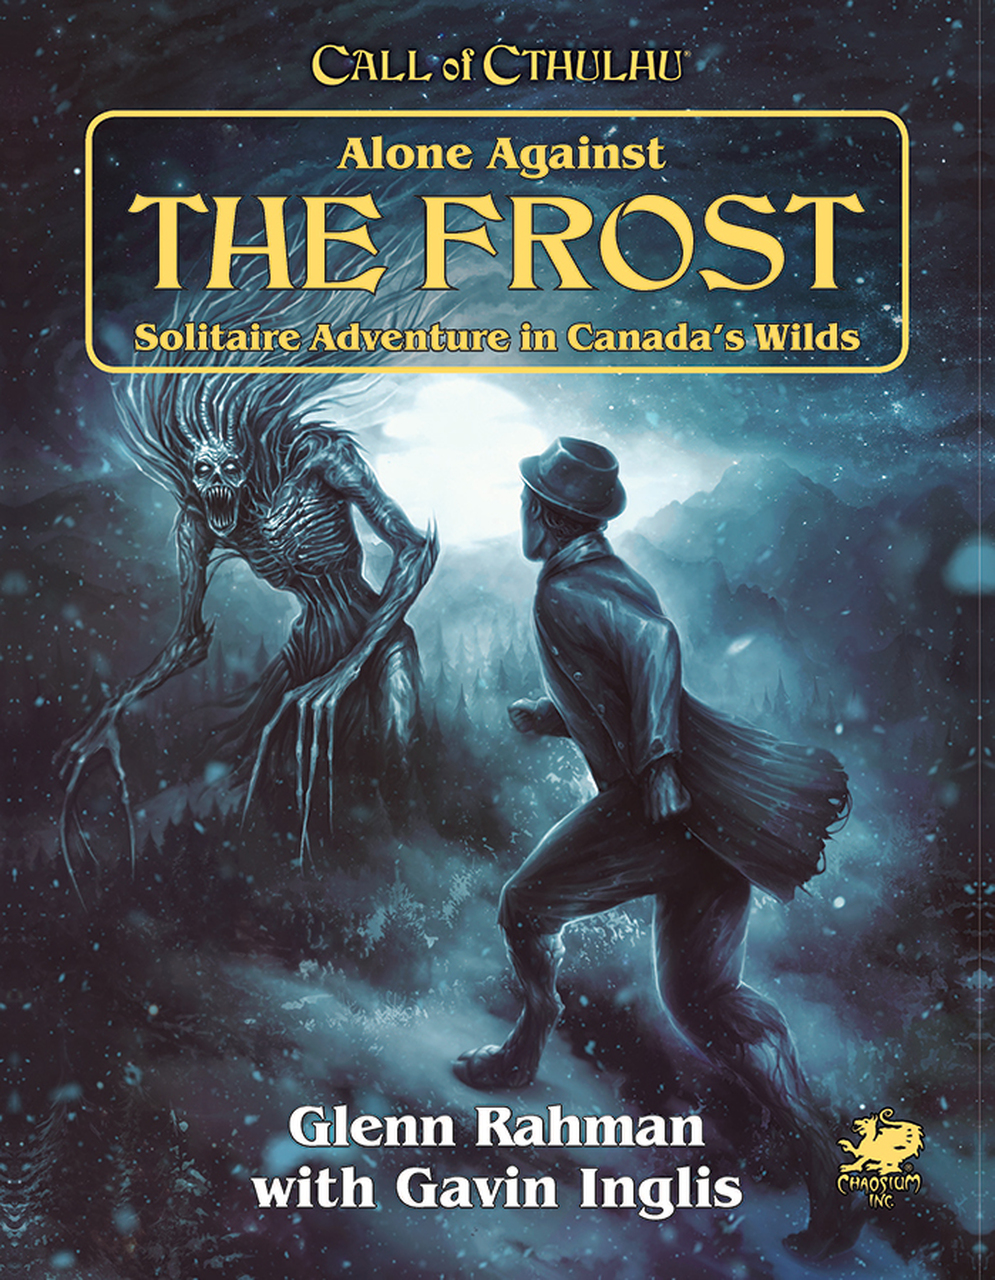 CALL of CTHULHU®
Alone Against
THE FROST
Solitaire Adventure in Canada's Wilds
Glenn Rahman
with Gavin Inglis
CHAOSIUM
INC.
®